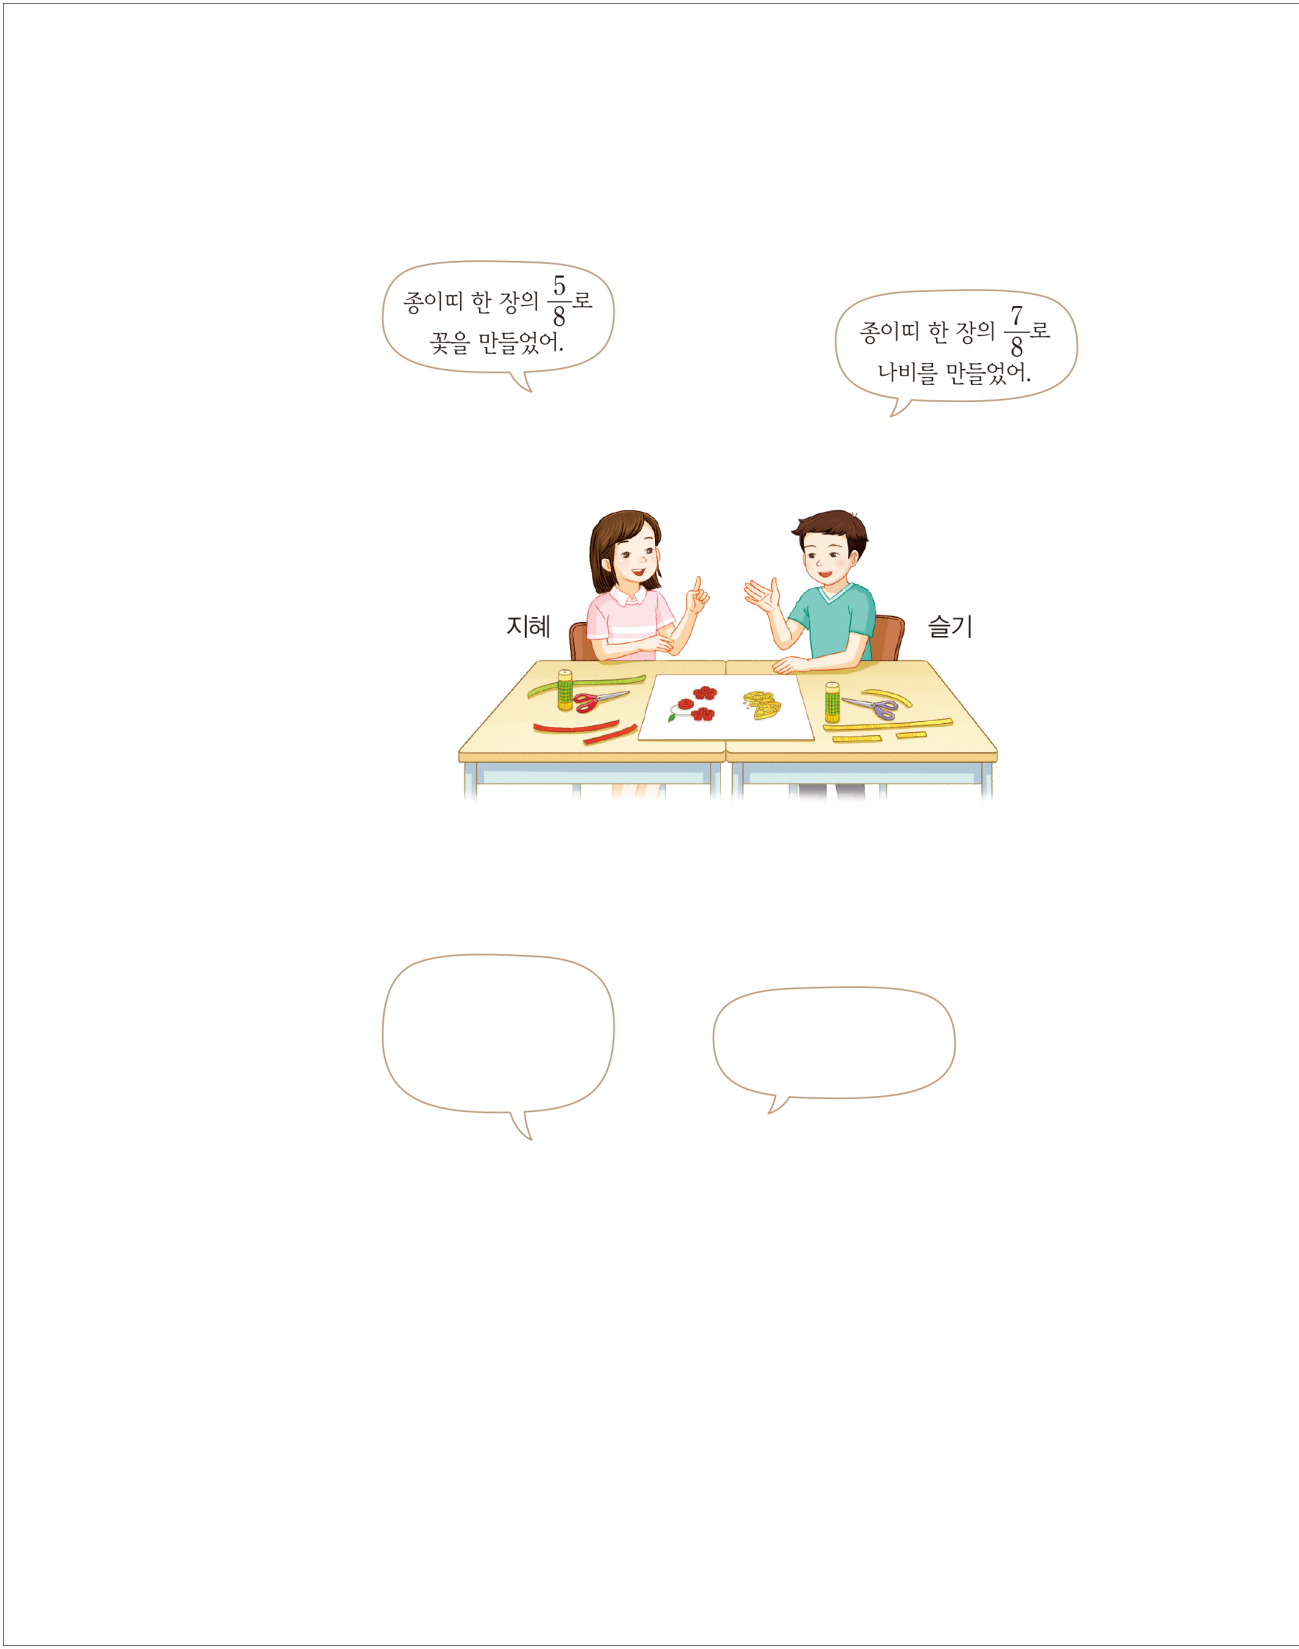 종이띠 한 장의 5/8로
꽃을 만들었어.
종이띠 한 장의 7/8로
나비를 만들었어.
지혜
슬기